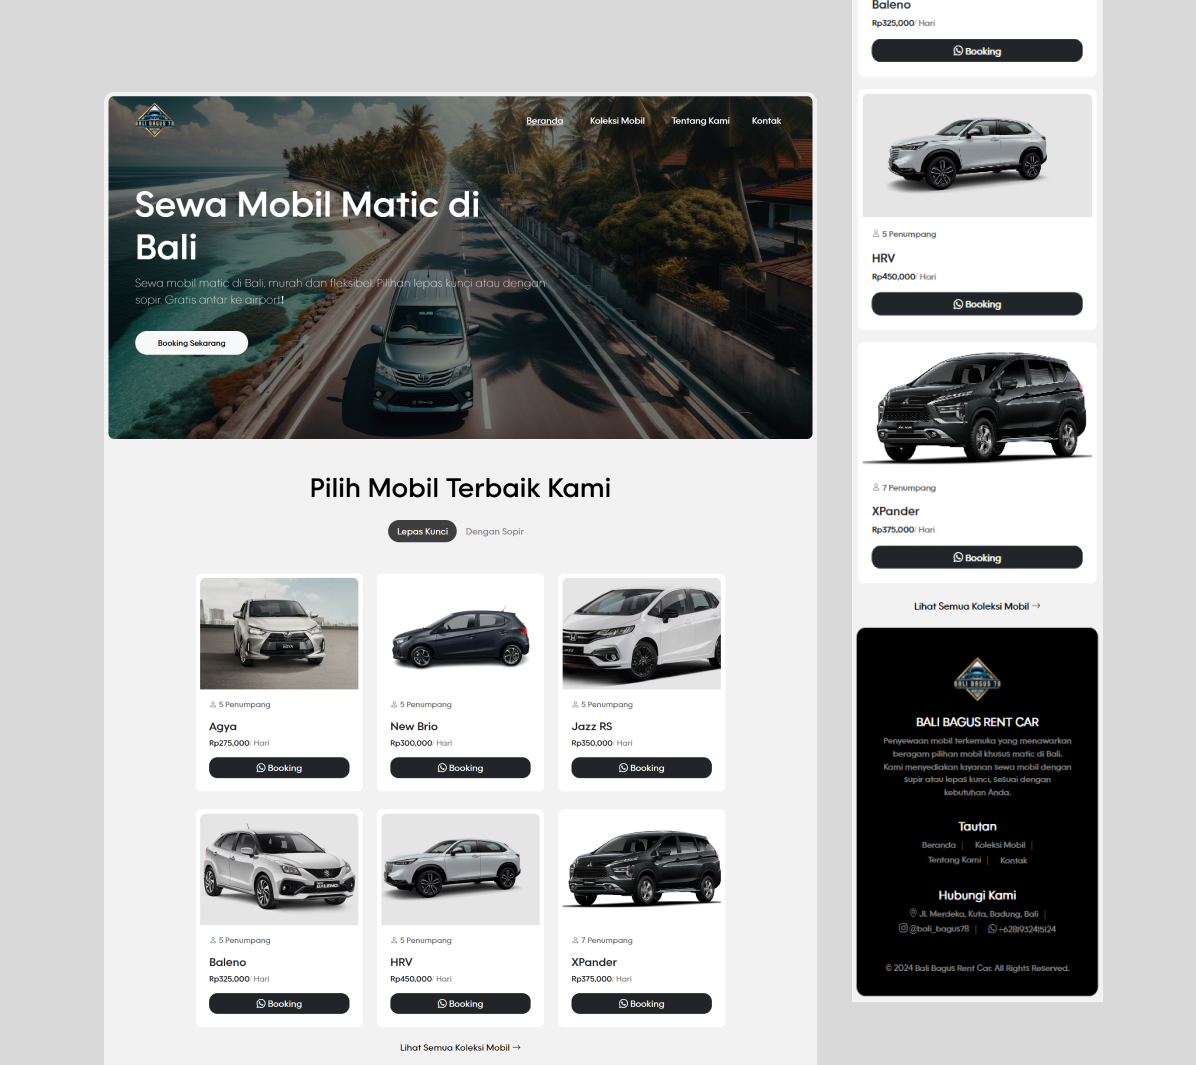 BALI BAGUS 78
Beranda
Koleksi Mobil
Tentang Kami
Kontak
Sewa Mobil Matic di
Bali
Sewa mobil matic di Bali, murah dan fleksibel. Pilihan lepas kunci atau dengan
sopir. Gratis antar ke airport!
Booking Sekarang
Pilih Mobil Terbaik Kami
Lepas Kunci
Dengan Sopir
AGYA
5 Penumpang
Agya
Rp275,000/ Hari
Booking
5 Penumpang
New Brio
Rp300,000/ Hari
Booking
JAZZ
5 Penumpang
Jazz RS
Rp350,000/ Hari
Booking
BALENO
5 Penumpang
Baleno
Rp325,000/ Hari
Booking
5 Penumpang
HRV
Rp450,000/ Hari
Booking
7 Penumpang
XPander
Rp375,000/ Hari
Booking
Lihat Semua Koleksi Mobil →
Baleno
Rp325,000/ Hari
Booking
5 Penumpang
HRV
Rp450,000/ Hari
Booking
7 Penumpang
XPander
Rp375,000/ Hari
Booking
Lihat Semua Koleksi Mobil →
BALI BAGUS 78
BALI BAGUS RENT CAR
Penyewaan mobil terkemuka yang menawarkan
beragam pilihan mobil khusus matic di Bali.
Kami menyediakan layanan sewa mobil dengan
supir atau lepas kunci, sesuai dengan
kebutuhan Anda.
Tautan
Beranda | Koleksi Mobil |
Tentang Kami | Kontak
Hubungi Kami
Jl. Merdeka, Kuta, Badung, Bali |
@bali_bagus78 | +6281932415124
© 2024 Bali Bagus Rent Car. All Rights Reserved.